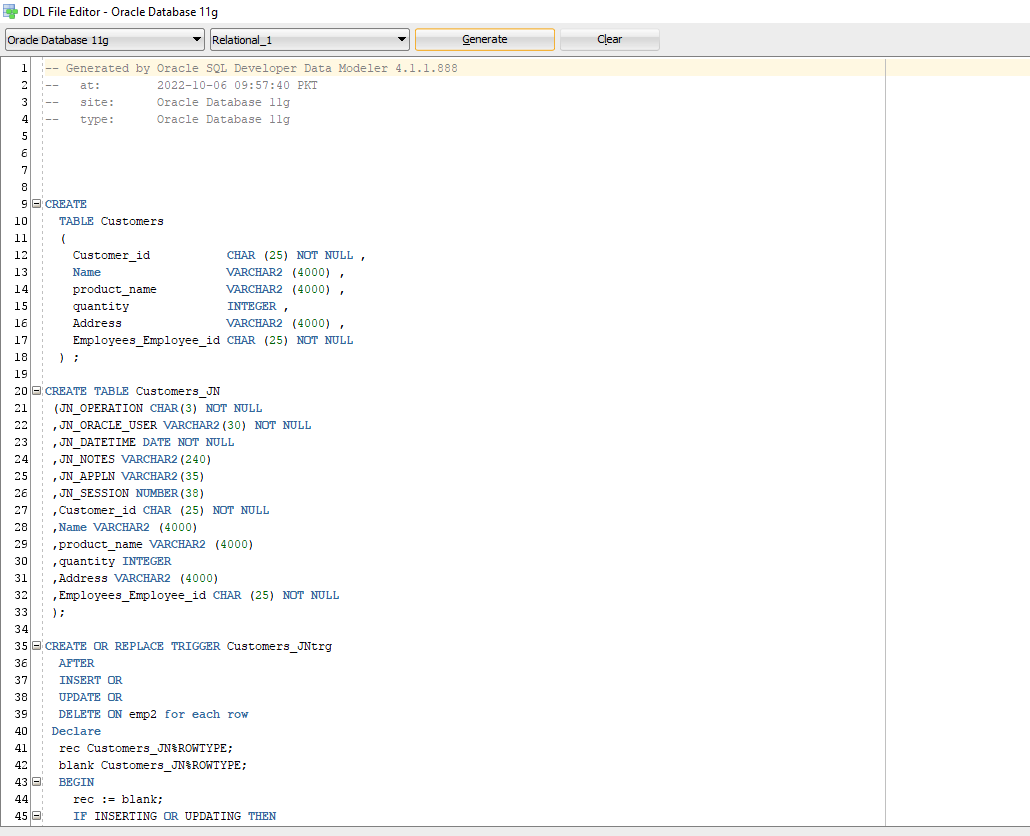 DDL File Editor - Oracle Database 11g
Oracle Database 11g Relational_1 Generate Clear
1 -- Generated by Oracle SQL Developer Data Modeler 4.1.1.888
2 --   at:        2022-10-06 09:57:40 PKT
3 --   site:      Oracle Database 11g
4 --   type:      Oracle Database 11g
5
6
7
8
9 CREATE
10   TABLE Customers
11   (
12     Customer_id           CHAR (25) NOT NULL ,
13     Name                  VARCHAR2 (4000) ,
14     product_name          VARCHAR2 (4000) ,
15     quantity              INTEGER ,
16     Address               VARCHAR2 (4000) ,
17     Employees_Employee_id CHAR (25) NOT NULL
18   ) ;
19
20 CREATE TABLE Customers_JN
21  (JN_OPERATION CHAR(3) NOT NULL
22  ,JN_ORACLE_USER VARCHAR2(30) NOT NULL
23  ,JN_DATETIME DATE NOT NULL
24  ,JN_NOTES VARCHAR2(240)
25  ,JN_APPLN VARCHAR2(35)
26  ,JN_SESSION NUMBER(38)
27  ,Customer_id CHAR (25) NOT NULL
28  ,Name VARCHAR2 (4000)
29  ,product_name VARCHAR2 (4000)
30  ,quantity INTEGER
31  ,Address VARCHAR2 (4000)
32  ,Employees_Employee_id CHAR (25) NOT NULL
33  );
34
35 CREATE OR REPLACE TRIGGER Customers_JNtrg
36   AFTER
37   INSERT OR
38   UPDATE OR
39   DELETE ON emp2 for each row
40  Declare
41   rec Customers_JN%ROWTYPE;
42   blank Customers_JN%ROWTYPE;
43   BEGIN
44     rec := blank;
45     IF INSERTING OR UPDATING THEN